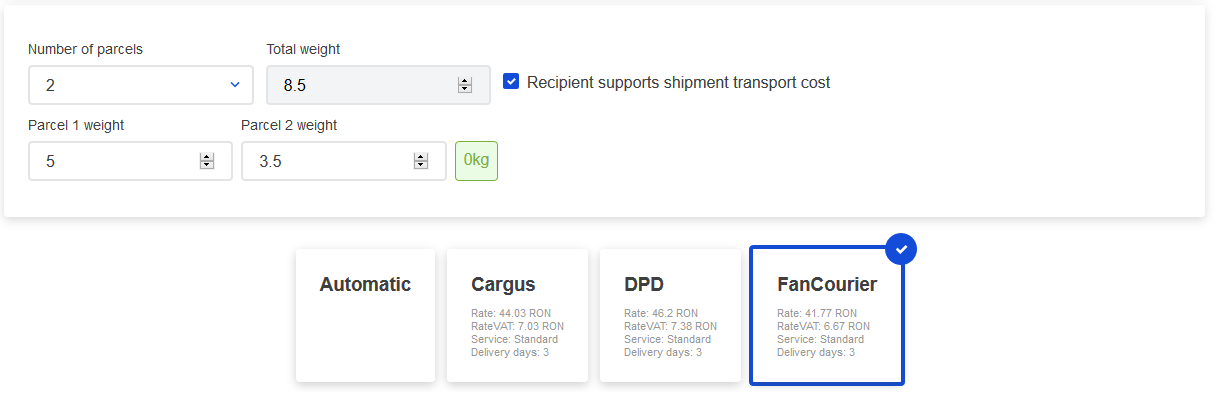 Number of parcels
Total weight
2
8.5
Recipient supports shipment transport cost
Parcel 1 weight
Parcel 2 weight
5
3.5
0kg
Automatic
Cargus
Rate: 44.03 RON
RateVAT: 7.03 RON
Service: Standard
Delivery days: 3
DPD
Rate: 46.2 RON
RateVAT: 7.38 RON
Service: Standard
Delivery days: 3
FanCourier
Rate: 41.77 RON
RateVAT: 6.67 RON
Service: Standard
Delivery days: 3